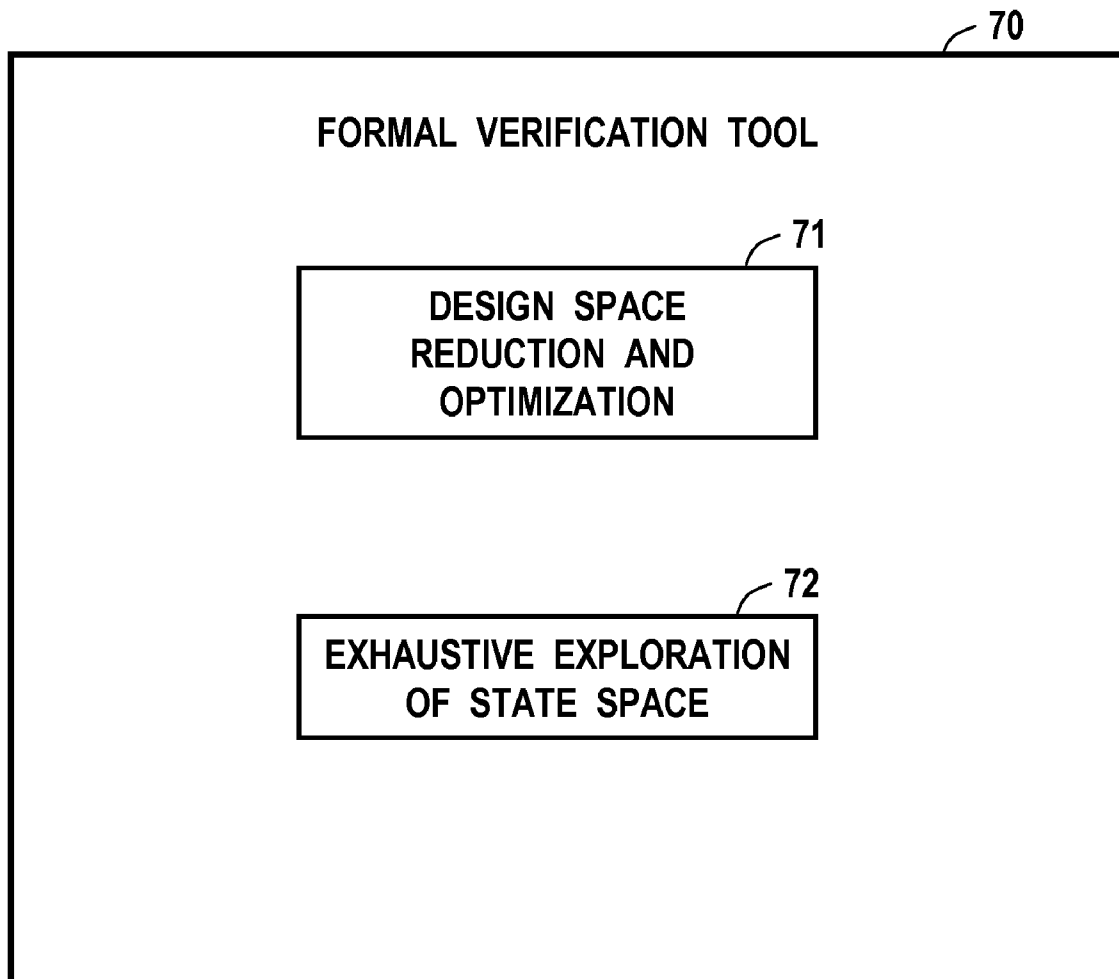 70
FORMAL VERIFICATION TOOL
71
DESIGN SPACE
REDUCTION AND
OPTIMIZATION
72
EXHAUSTIVE EXPLORATION
OF STATE SPACE